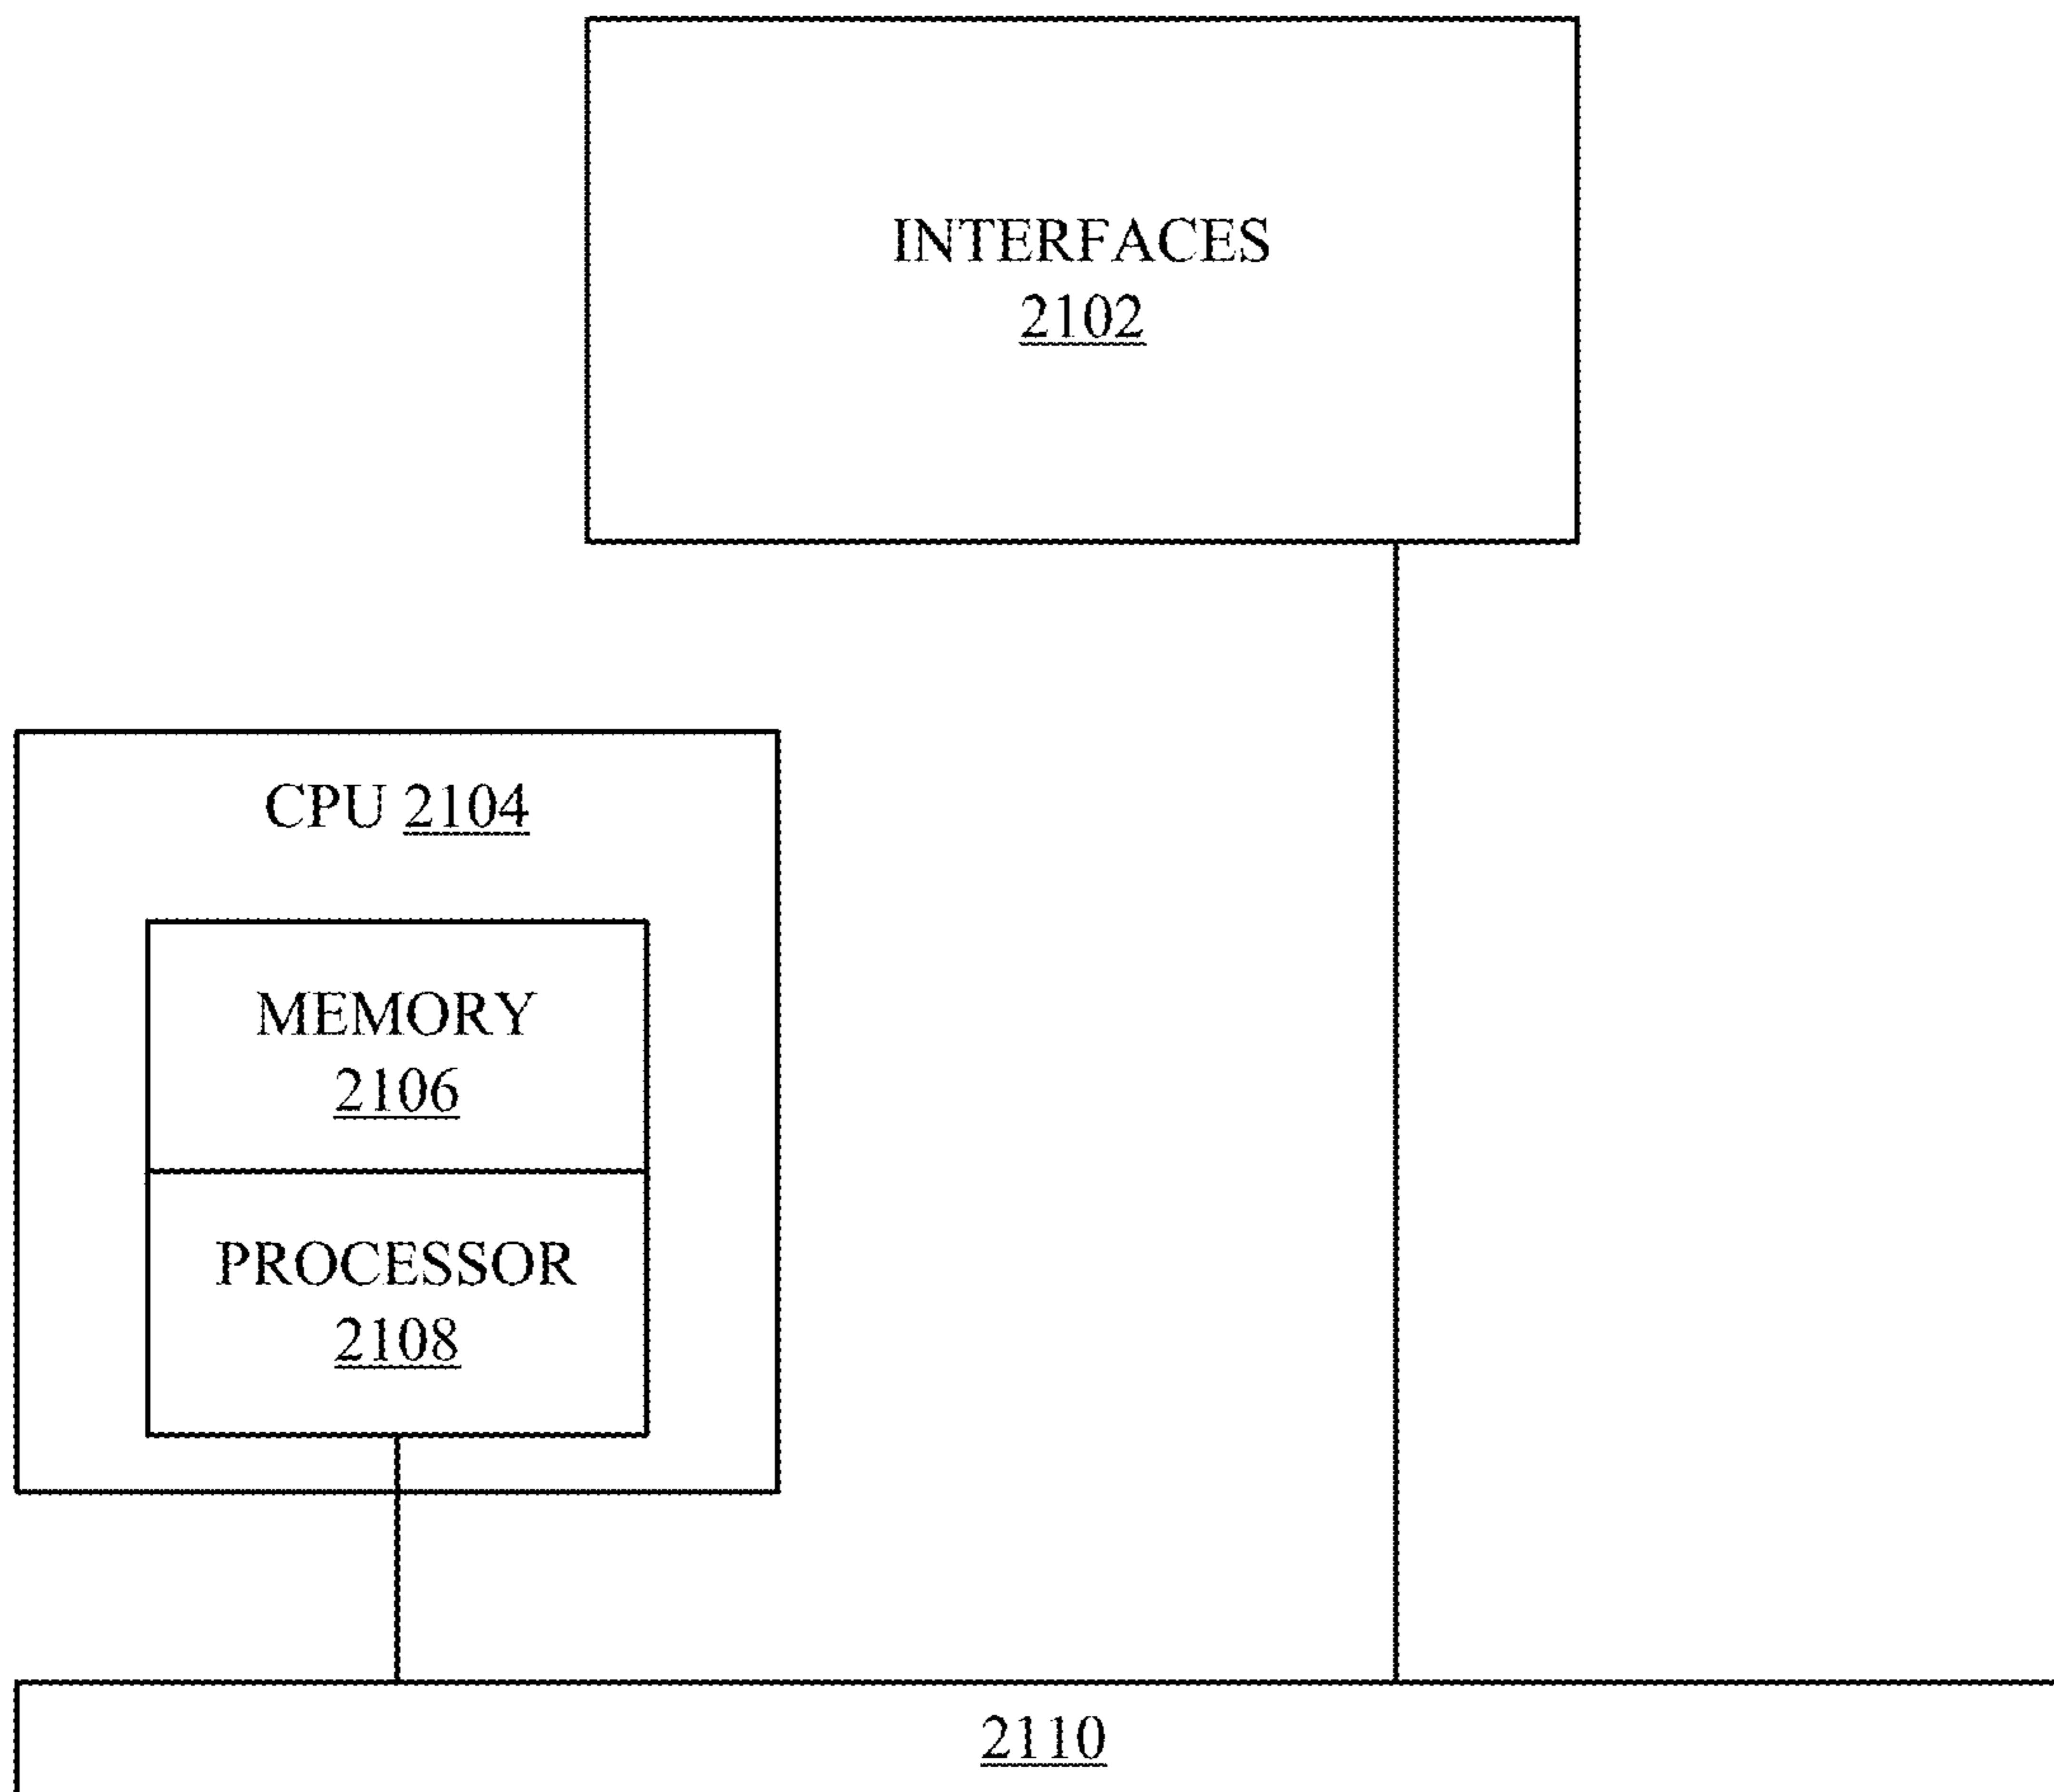 INTERFACES
2102
CPU 2104
MEMORY
2106
PROCESSOR
2108
2110